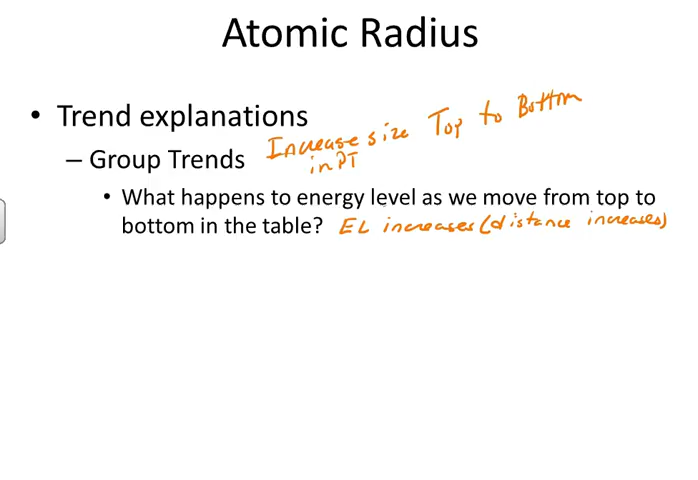 Atomic Radius
• Trend explanations
– Group Trends Increase size Top to Bottom
in PT
• What happens to energy level as we move from top to
bottom in the table? EL increases (distance increases)